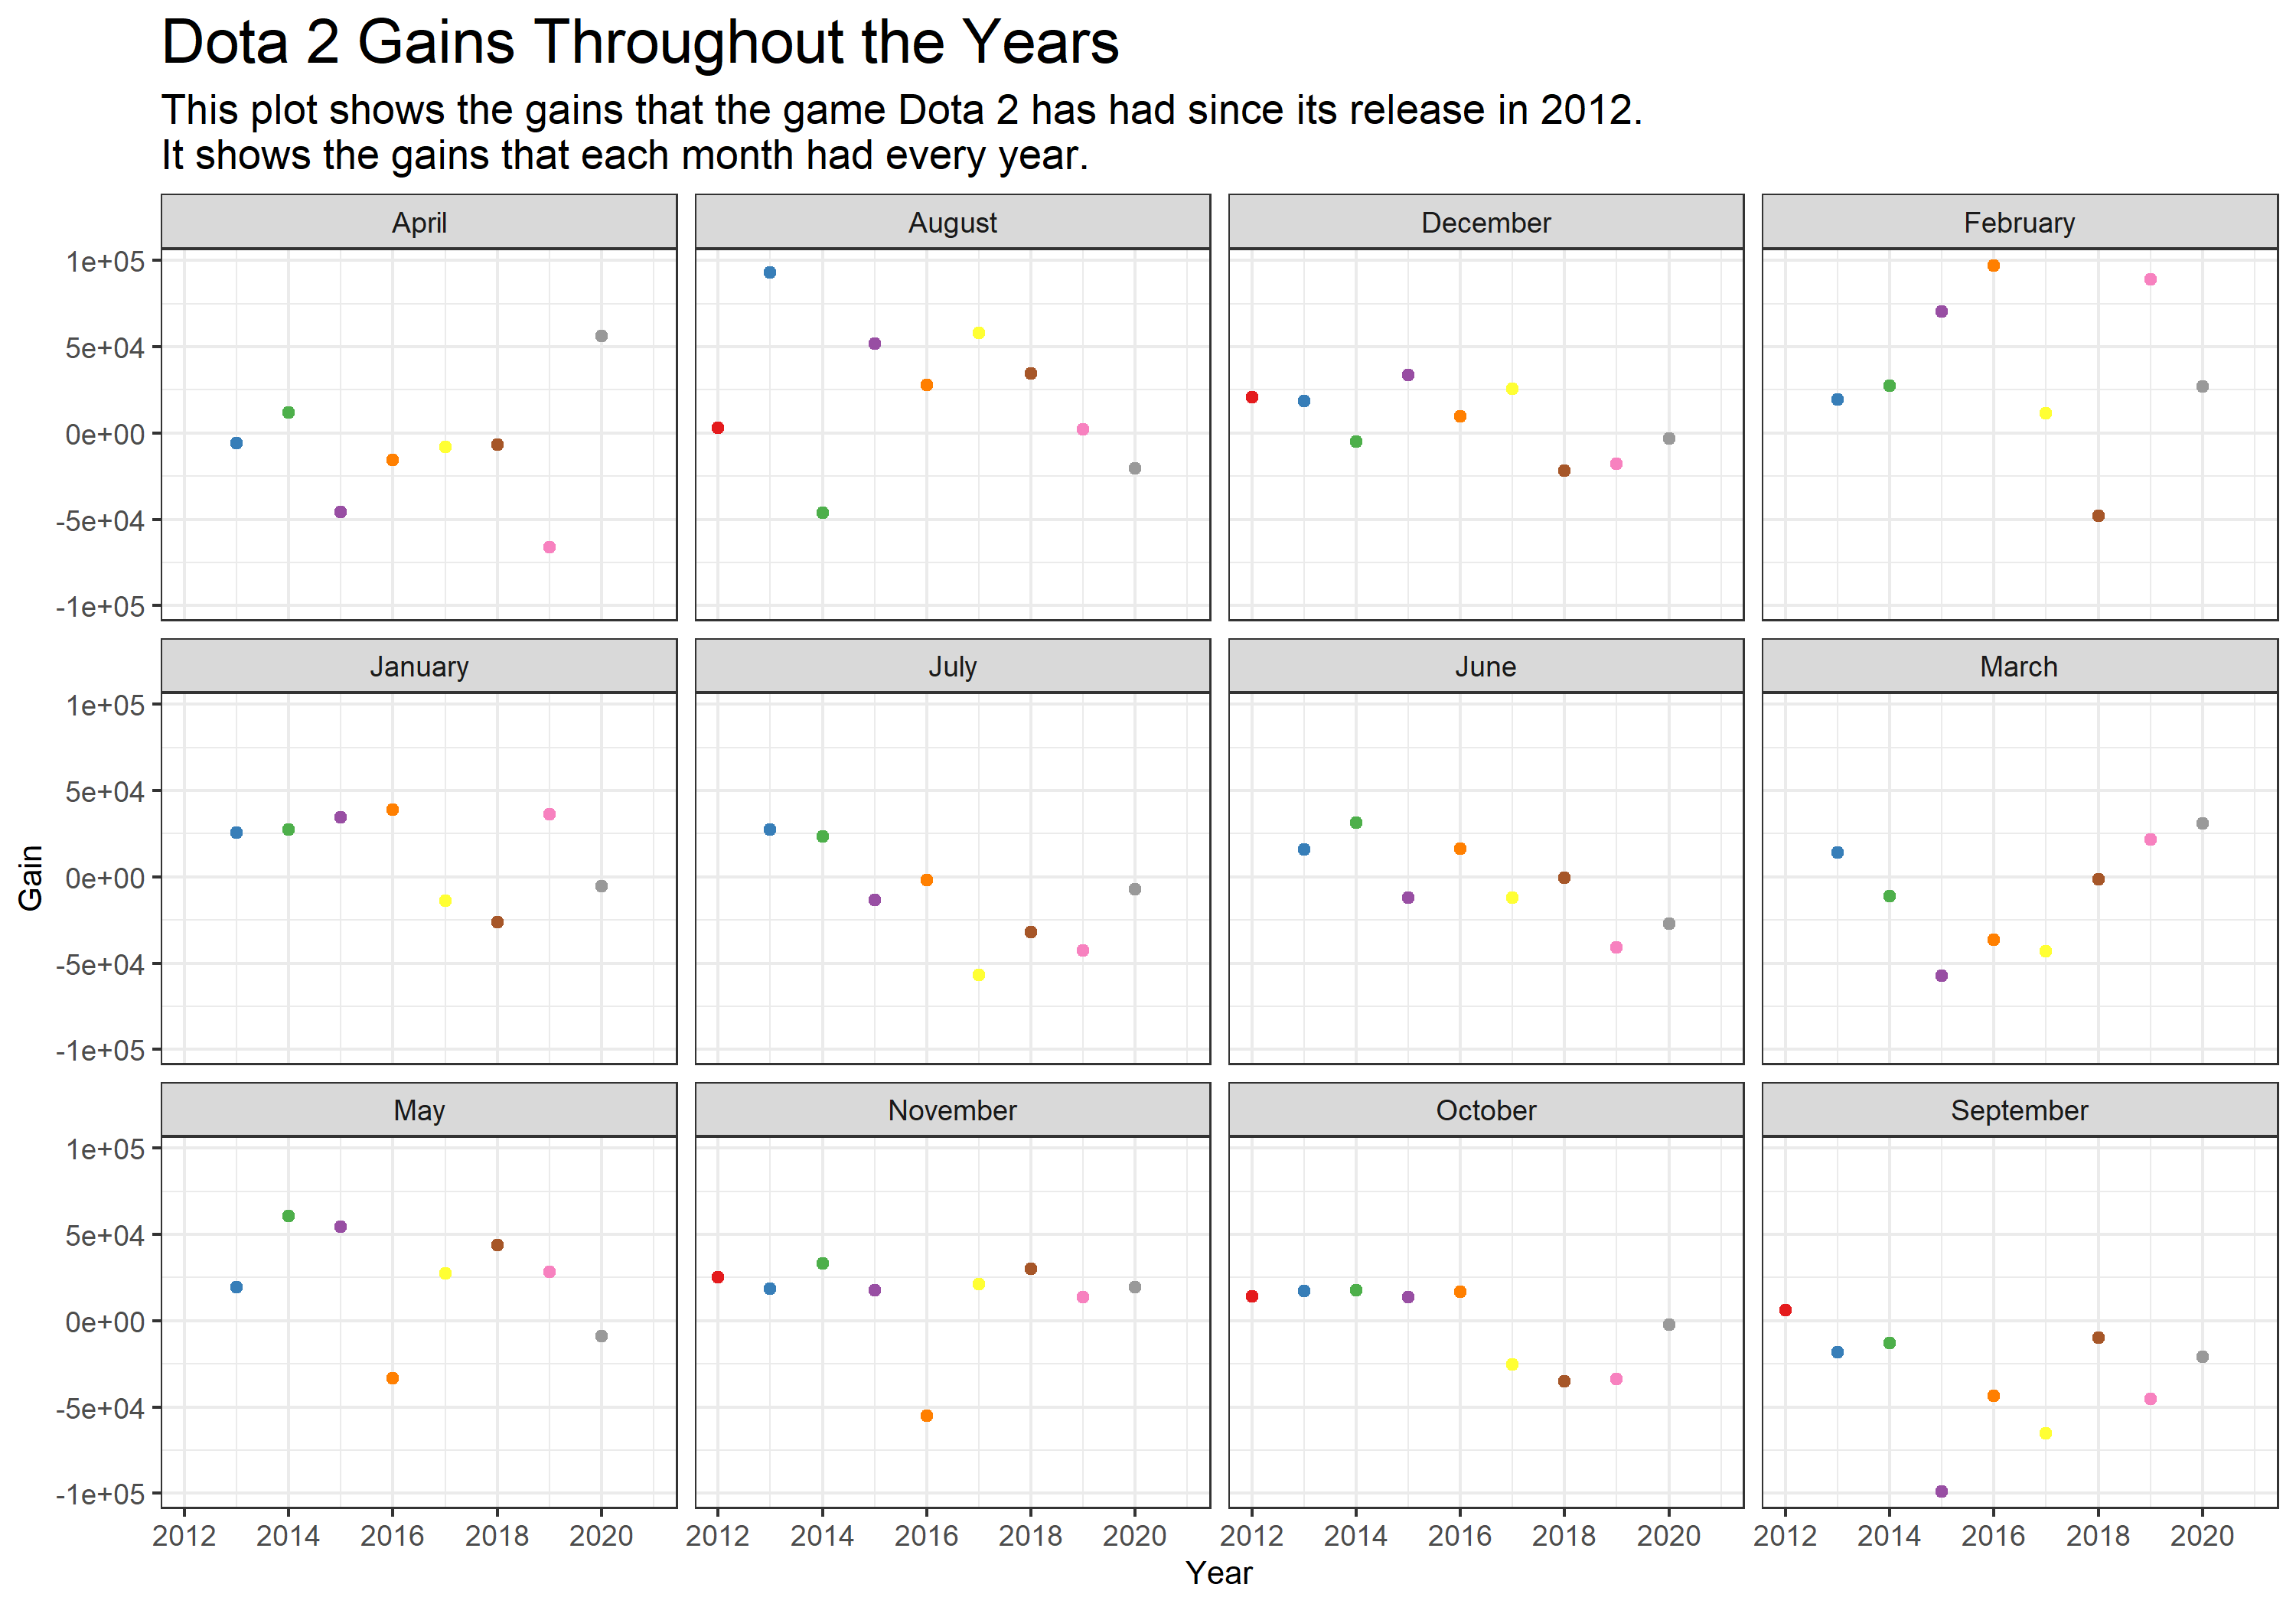 Dota 2 Gains Throughout the Years
This plot shows the gains that the game Dota 2 has had since its release in 2012.
It shows the gains that each month had every year.
April August December February
1e+05
5e+04
0e+00
-5e+04
-1e+05
January July June March
1e+05
5e+04
0e+00
-5e+04
-1e+05
Gain
May November October September
1e+05
5e+04
0e+00
-5e+04
-1e+05
2012 2014 2016 2018 2020 2012 2014 2016 2018 2020 2012 2014 2016 2018 2020 2012 2014 2016 2018 2020
Year